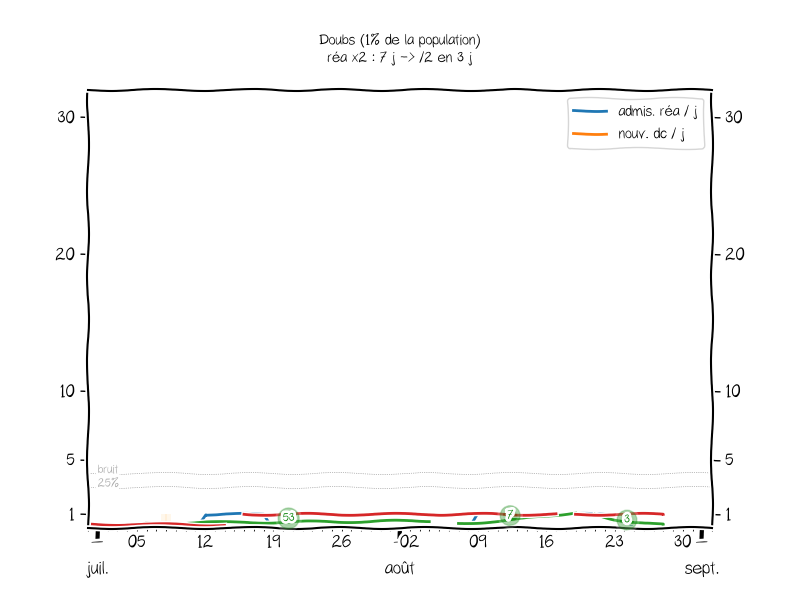 Doubs (1% de la population)
réa x2 : 7 j -> /2 en 3 j
admis. réa / j
nouv. dc / j
30
30
20
20
10
10
5
5
bruit
25%
1
1
53
7
3
05
12
19
26
02
09
16
23
30
juil.
août
sept.